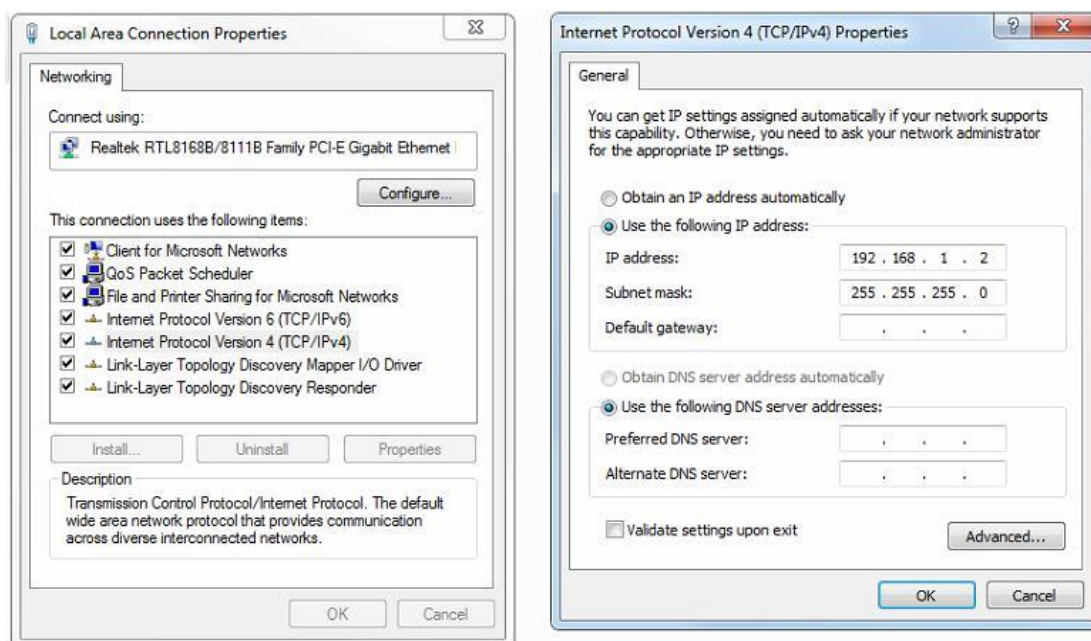 Local Area Connection Properties
Networking
Connect using:
Realtek RTL8168B/8111B Family PCI-E Gigabit Ethernet
Configure...
This connection uses the following items:
Client for Microsoft Networks
QoS Packet Scheduler
File and Printer Sharing for Microsoft Networks
Internet Protocol Version 6 (TCP/IPv6)
Internet Protocol Version 4 (TCP/IPv4)
Link-Layer Topology Discovery Mapper I/O Driver
Link-Layer Topology Discovery Responder
Install...
Uninstall
Properties
Description
Transmission Control Protocol/Internet Protocol. The default
wide area network protocol that provides communication
across diverse interconnected networks.
OK
Cancel
Internet Protocol Version 4 (TCP/IPv4) Properties
General
You can get IP settings assigned automatically if your network supports
this capability. Otherwise, you need to ask your network administrator
for the appropriate IP settings.
Obtain an IP address automatically
Use the following IP address:
IP address: 192 . 168 . 1 . 2
Subnet mask: 255 . 255 . 255 . 0
Default gateway: . . .
Obtain DNS server address automatically
Use the following DNS server addresses:
Preferred DNS server: . . .
Alternate DNS server: . . .
Validate settings upon exit
Advanced...
OK
Cancel